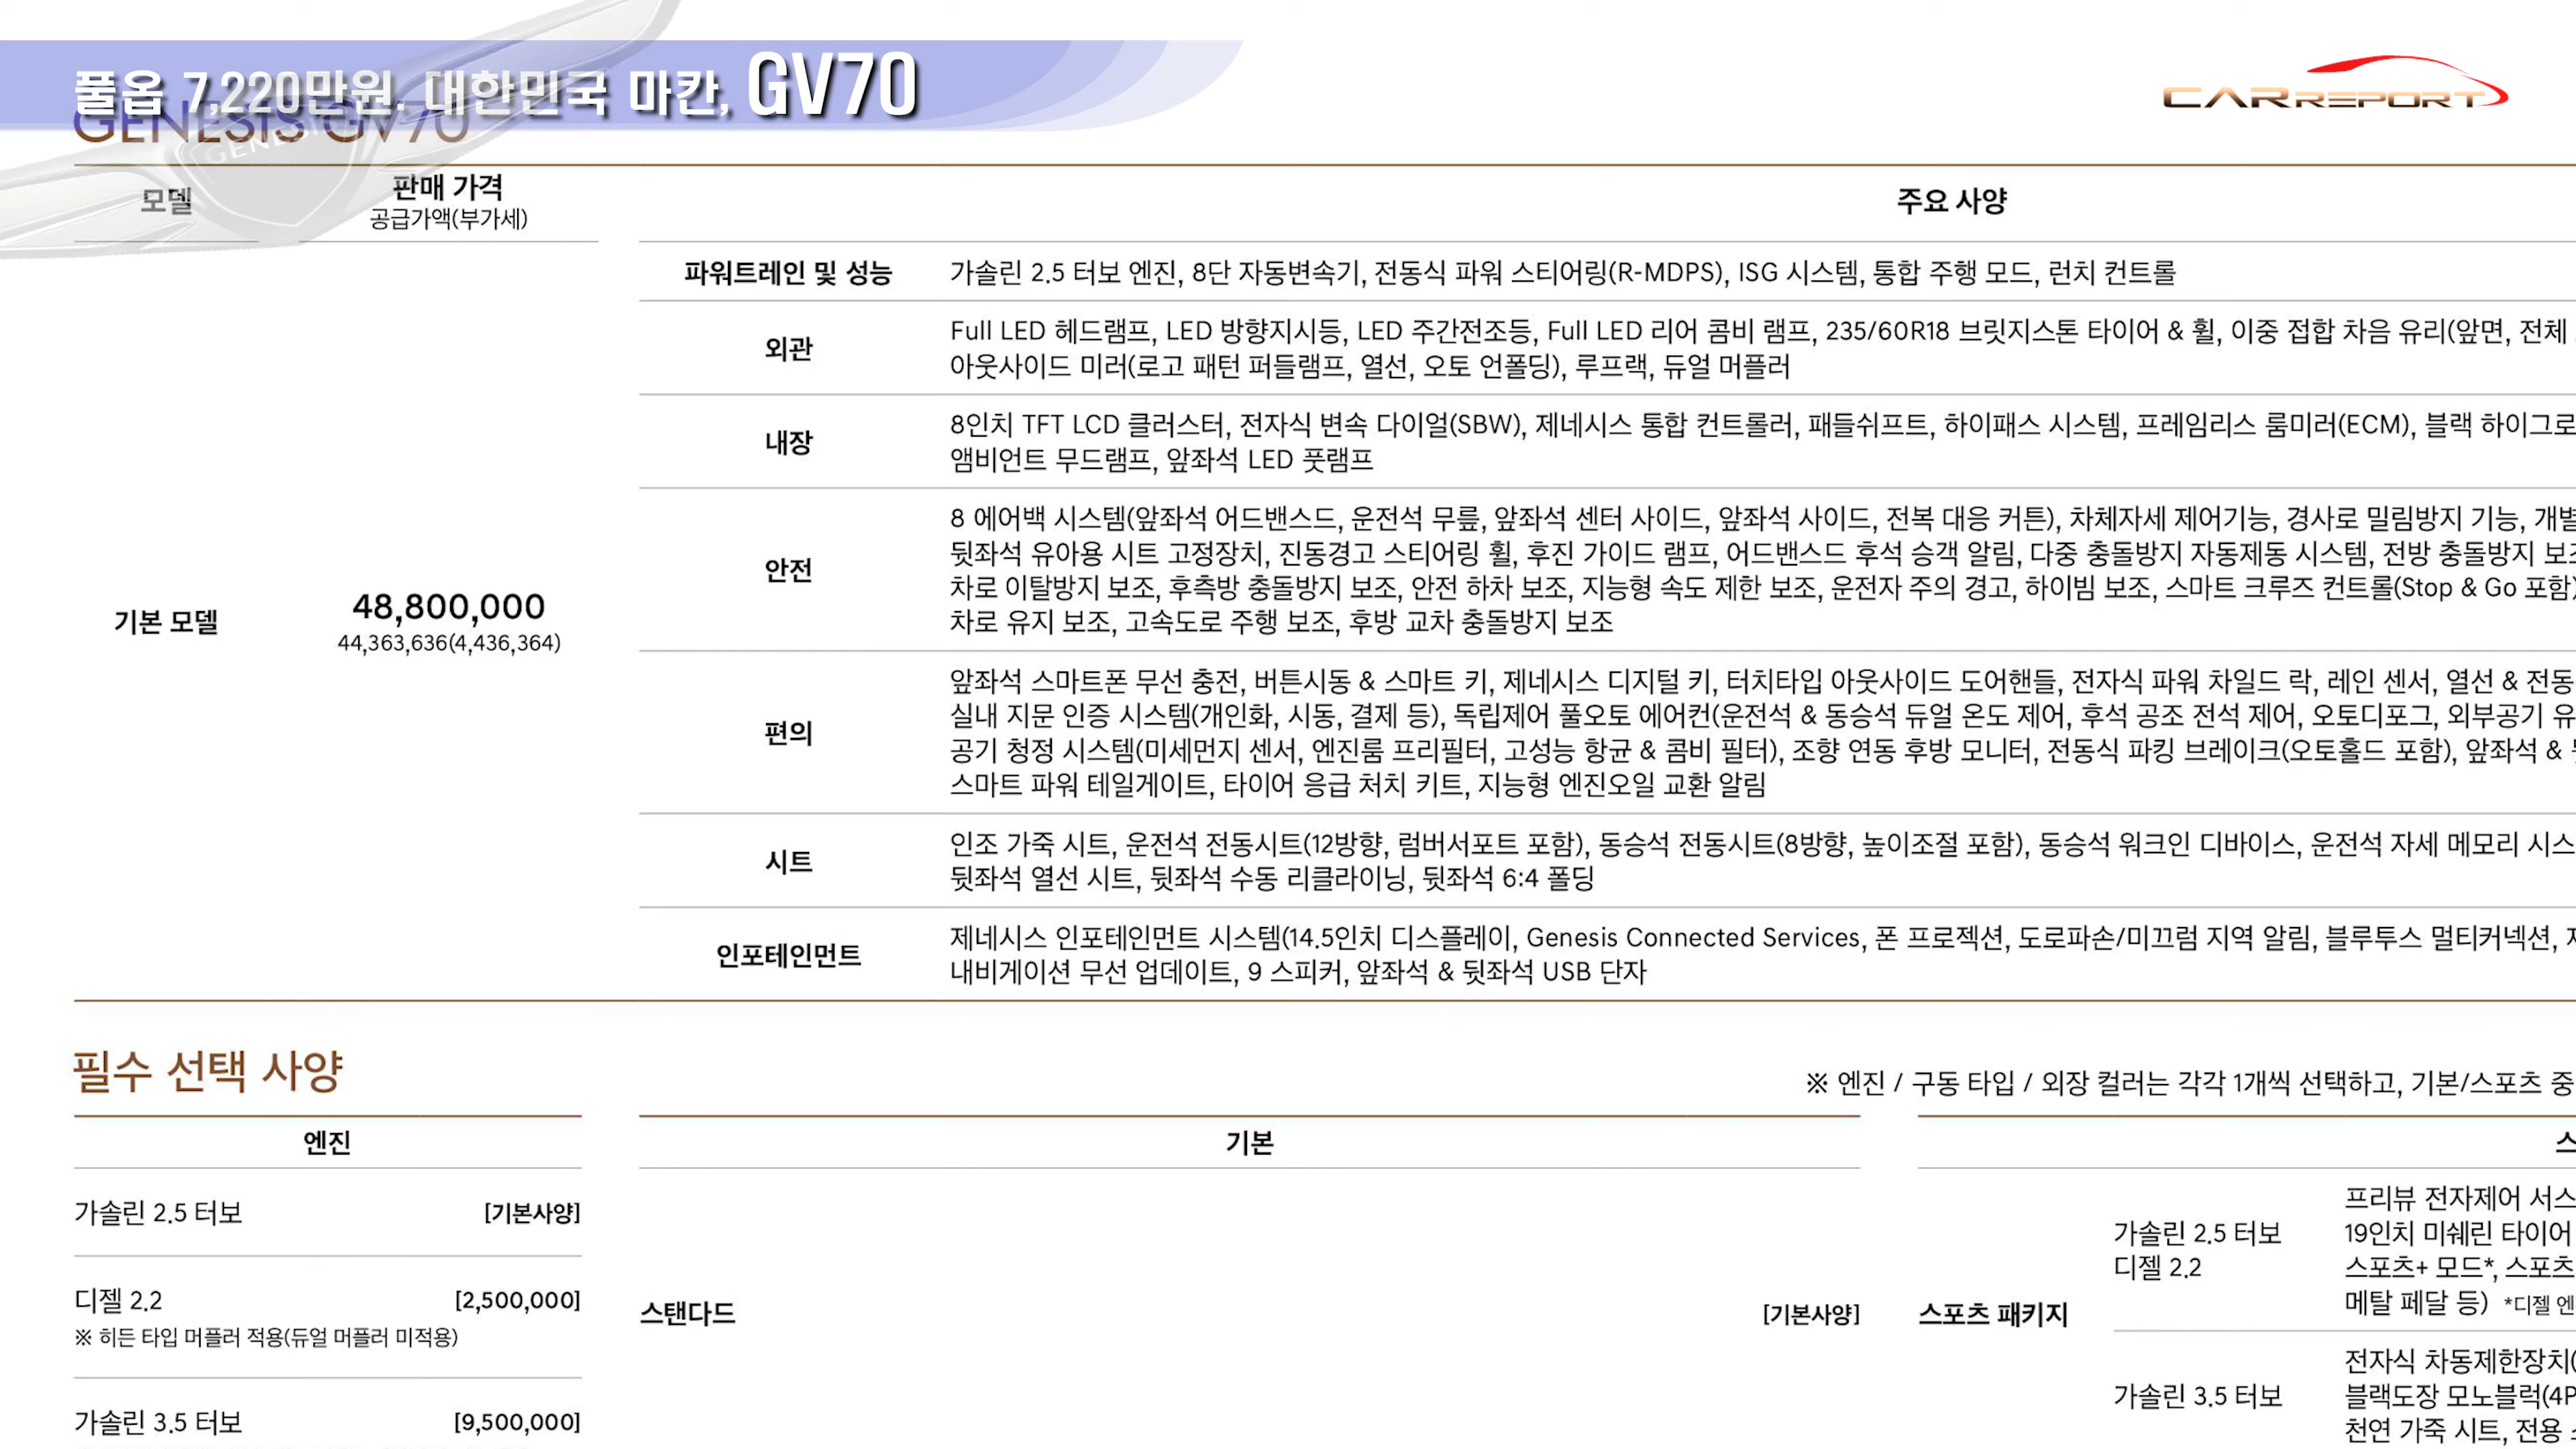 풀옵 7,220만원. 대한민국 마칸, GV70
CARREPORT
GENESIS GV70
모델
판매 가격
공급가액(부가세)
주요 사양
기본 모델
48,800,000
44,363,636(4,436,364)
파워트레인 및 성능
가솔린 2.5 터보 엔진, 8단 자동변속기, 전동식 파워 스티어링(R-MDPS), ISG 시스템, 통합 주행 모드, 런치 컨트롤
외관
Full LED 헤드램프, LED 방향지시등, LED 주간전조등, Full LED 리어 콤비 램프, 235/60R18 브릿지스톤 타이어 & 휠, 이중 접합 차음 유리(앞면, 전체
아웃사이드 미러(로고 패턴 퍼들램프, 열선, 오토 언폴딩), 루프랙, 듀얼 머플러
내장
8인치 TFT LCD 클러스터, 전자식 변속 다이얼(SBW), 제네시스 통합 컨트롤러, 패들쉬프트, 하이패스 시스템, 프레임리스 룸미러(ECM), 블랙 하이그로
앰비언트 무드램프, 앞좌석 LED 풋램프
안전
8 에어백 시스템(앞좌석 어드밴스드, 운전석 무릎, 앞좌석 센터 사이드, 앞좌석 사이드, 전복 대응 커튼), 차체자세 제어기능, 경사로 밀림방지 기능, 개별
뒷좌석 유아용 시트 고정장치, 진동경고 스티어링 휠, 후진 가이드 램프, 어드밴스드 후석 승객 알림, 다중 충돌방지 자동제동 시스템, 전방 충돌방지 보조
차로 이탈방지 보조, 후측방 충돌방지 보조, 안전 하차 보조, 지능형 속도 제한 보조, 운전자 주의 경고, 하이빔 보조, 스마트 크루즈 컨트롤(Stop & Go 포함)
차로 유지 보조, 고속도로 주행 보조, 후방 교차 충돌방지 보조
편의
앞좌석 스마트폰 무선 충전, 버튼시동 & 스마트 키, 제네시스 디지털 키, 터치타입 아웃사이드 도어핸들, 전자식 파워 차일드 락, 레인 센서, 열선 & 전동
실내 지문 인증 시스템(개인화, 시동, 결제 등), 독립제어 풀오토 에어컨(운전석 & 동승석 듀얼 온도 제어, 후석 공조 전석 제어, 오토디포그, 외부공기 유
공기 청정 시스템(미세먼지 센서, 엔진룸 프리필터, 고성능 항균 & 콤비 필터), 조향 연동 후방 모니터, 전동식 파킹 브레이크(오토홀드 포함), 앞좌석 &
스마트 파워 테일게이트, 타이어 응급 처치 키트, 지능형 엔진오일 교환 알림
시트
인조 가죽 시트, 운전석 전동시트(12방향, 럼버서포트 포함), 동승석 전동시트(8방향, 높이조절 포함), 동승석 워크인 디바이스, 운전석 자세 메모리 시스
뒷좌석 열선 시트, 뒷좌석 수동 리클라이닝, 뒷좌석 6:4 폴딩
인포테인먼트
제네시스 인포테인먼트 시스템(14.5인치 디스플레이, Genesis Connected Services, 폰 프로젝션, 도로파손/미끄럼 지역 알림, 블루투스 멀티커넥션,
내비게이션 무선 업데이트, 9 스피커, 앞좌석 & 뒷좌석 USB 단자
필수 선택 사양
※ 엔진 / 구동 타입 / 외장 컬러는 각각 1개씩 선택하고, 기본/스포츠 중
엔진
가솔린 2.5 터보 [기본사양]
디젤 2.2 [2,500,000]
※ 히든 타입 머플러 적용(듀얼 머플러 미적용)
가솔린 3.5 터보 [9,500,000]
기본
스탠다드 [기본사양]
스
스포츠 패키지
가솔린 2.5 터보
디젤 2.2
프리뷰 전자제어 서스
19인치 미쉐린 타이어
스포츠+ 모드*, 스포츠
메탈 페달 등) *디젤 엔
가솔린 3.5 터보
전자식 차동제한장치(
블랙도장 모노블럭(4P
천연 가죽 시트, 전용